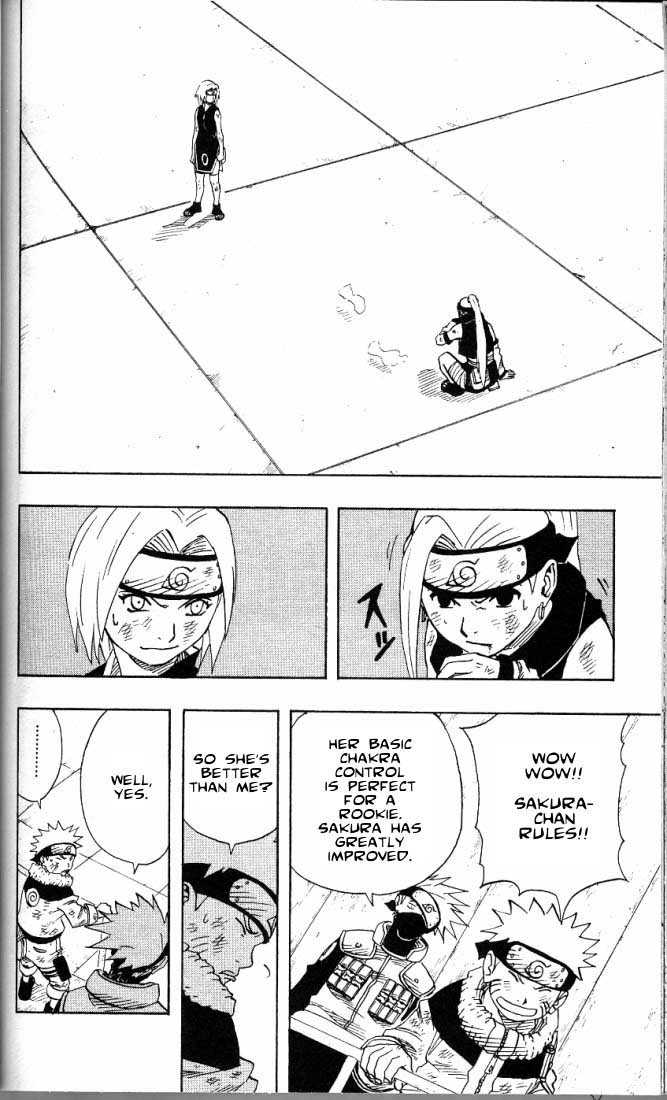 スッ
WOW
WOW!!
SAKURA-
CHAN
RULES!!
HER BASIC
CHAKRA
CONTROL
IS PERFECT
FOR A
ROOKIE.
SAKURA HAS
GREATLY
IMPROVED.
SO SHE'S
BETTER
THAN ME?
WELL,
YES.
.........